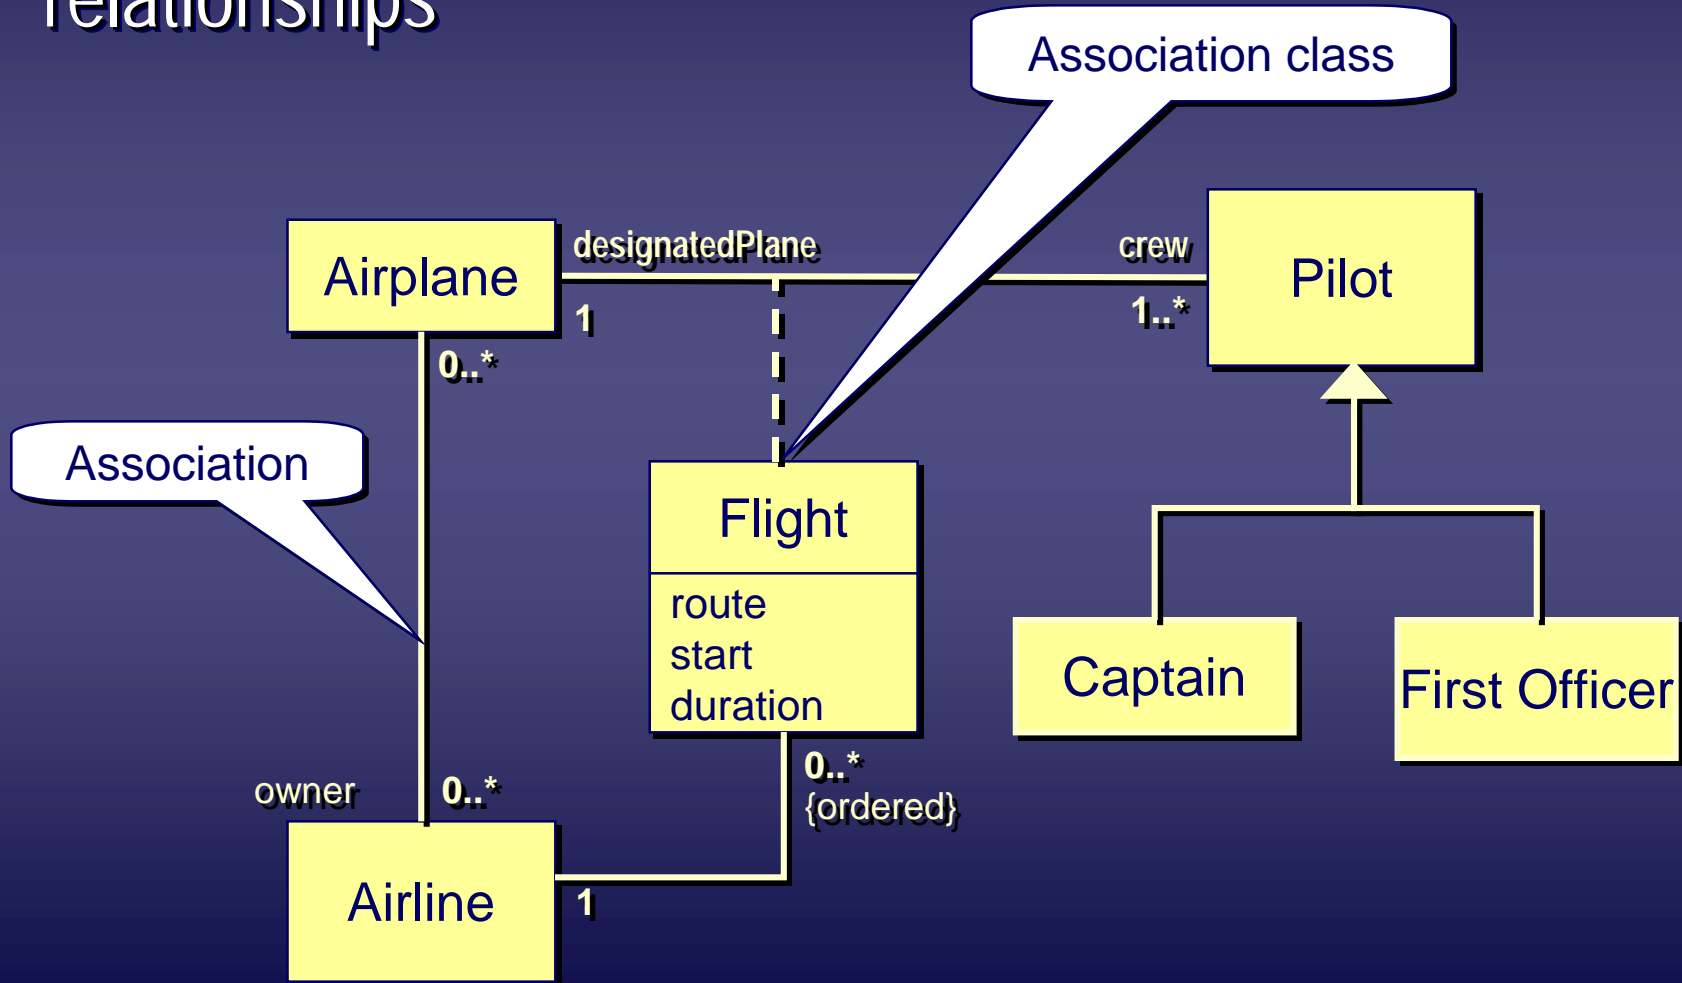 relationships
Association class
Airplane
designatedPlane
crew
Pilot
1
1..*
0..*
Association
Flight
route
start
duration
Captain
First Officer
owner
0..*
0..*
{ordered}
Airline
1